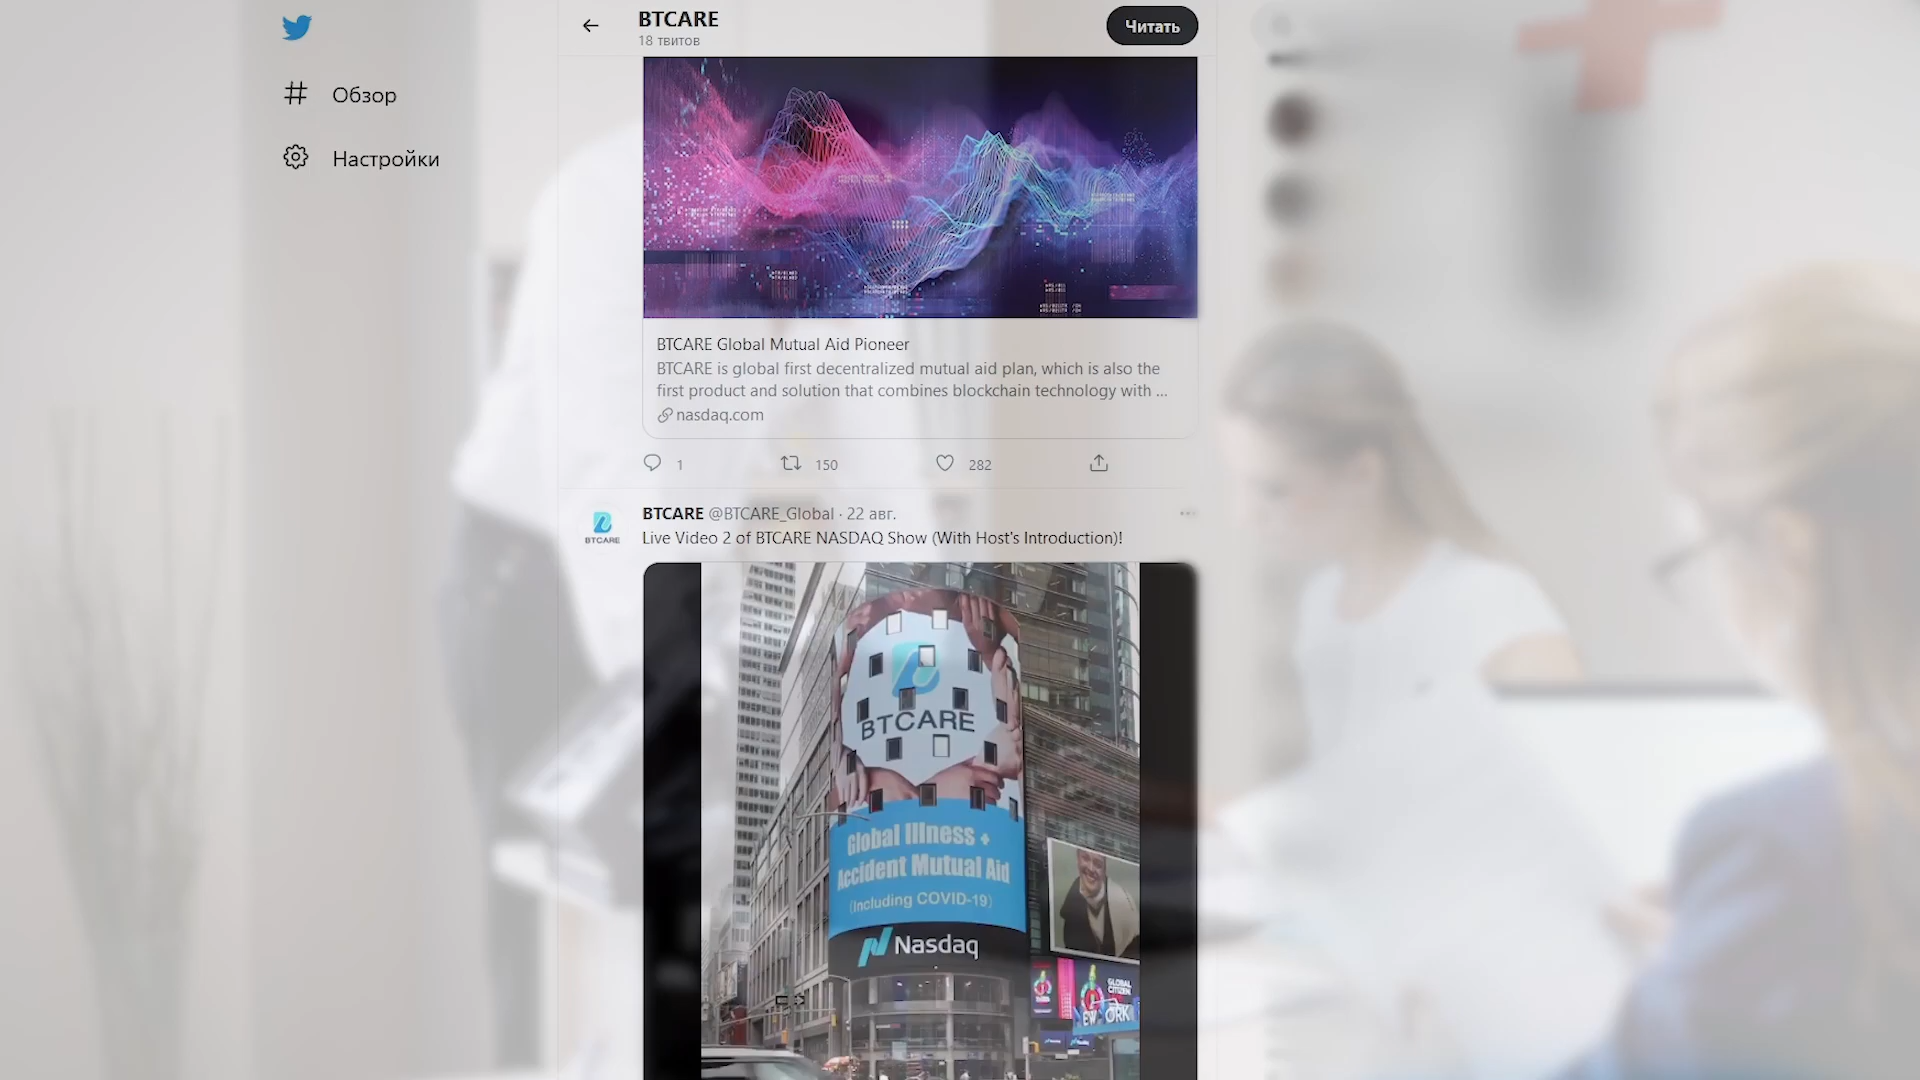 BTCARE
18 твитов
Читать
Обзор
Настройки
BTCARE Global Mutual Aid Pioneer
BTCARE is global first decentralized mutual aid plan, which is also the
first product and solution that combines blockchain technology with ...
nasdaq.com
1
150
282
BTCARE @BTCARE_Global · 22 авг.
Live Video 2 of BTCARE NASDAQ Show (With Host's Introduction)!
BTCARE
BTCARE
Global Illness +
Accident Mutual Aid
(Including COVID-19)
Nasdaq
GLOBAL
CITIZEN